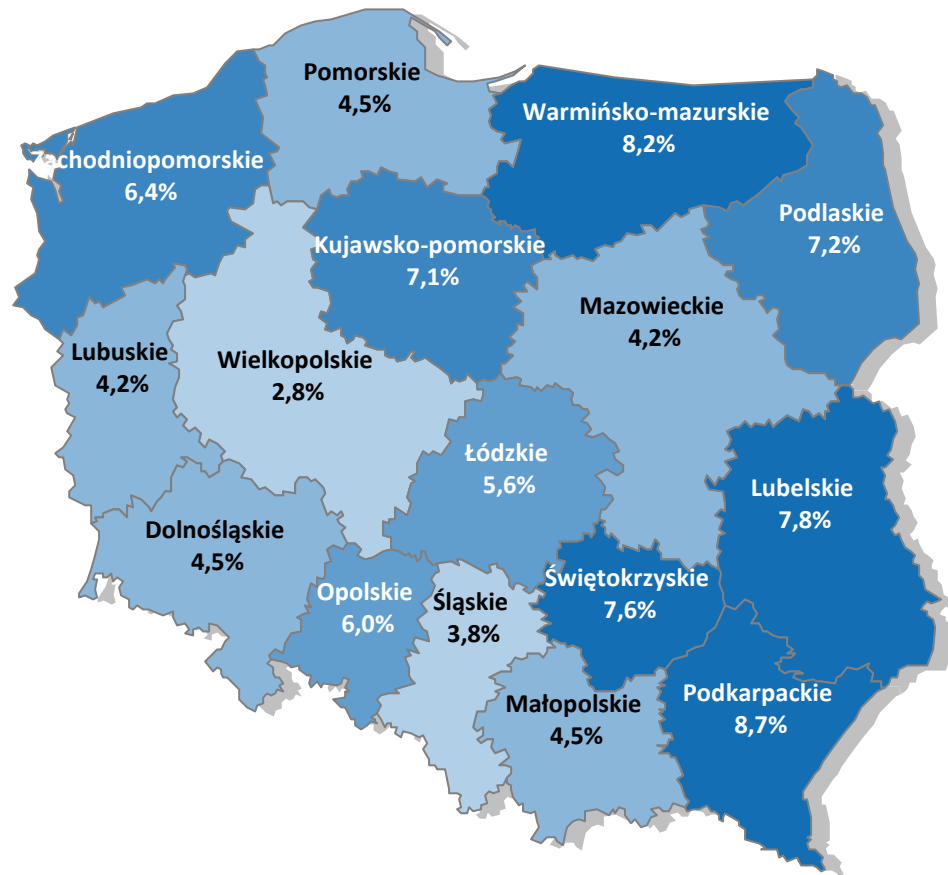 Pomorskie
4,5%
Warmińsko-mazurskie
8,2%
Zachodniopomorskie
6,4%
Podlaskie
7,2%
Kujawsko-pomorskie
7,1%
Mazowieckie
4,2%
Lubuskie
4,2%
Wielkopolskie
2,8%
Łódzkie
5,6%
Lubelskie
7,8%
Dolnośląskie
4,5%
Opolskie
6,0%
Śląskie
3,8%
Świętokrzyskie
7,6%
Małopolskie
4,5%
Podkarpackie
8,7%